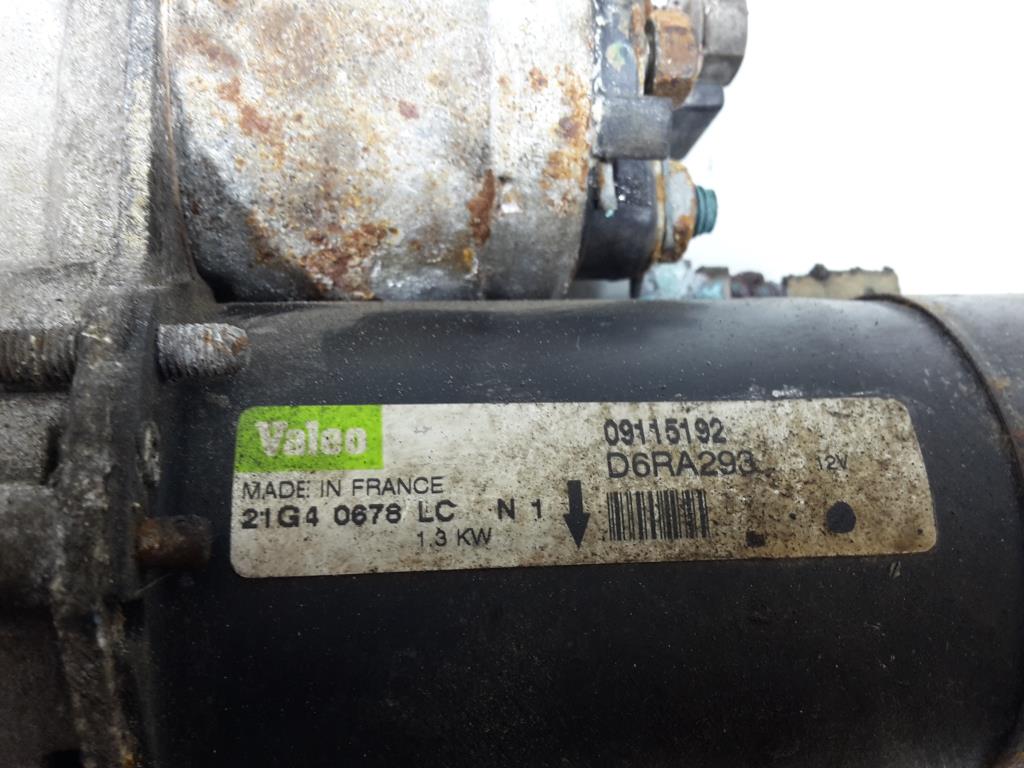 Valeo
MADE IN FRANCE
21G4 0678 LC N 1
1.3 KW
09115192
D6RA293
12V